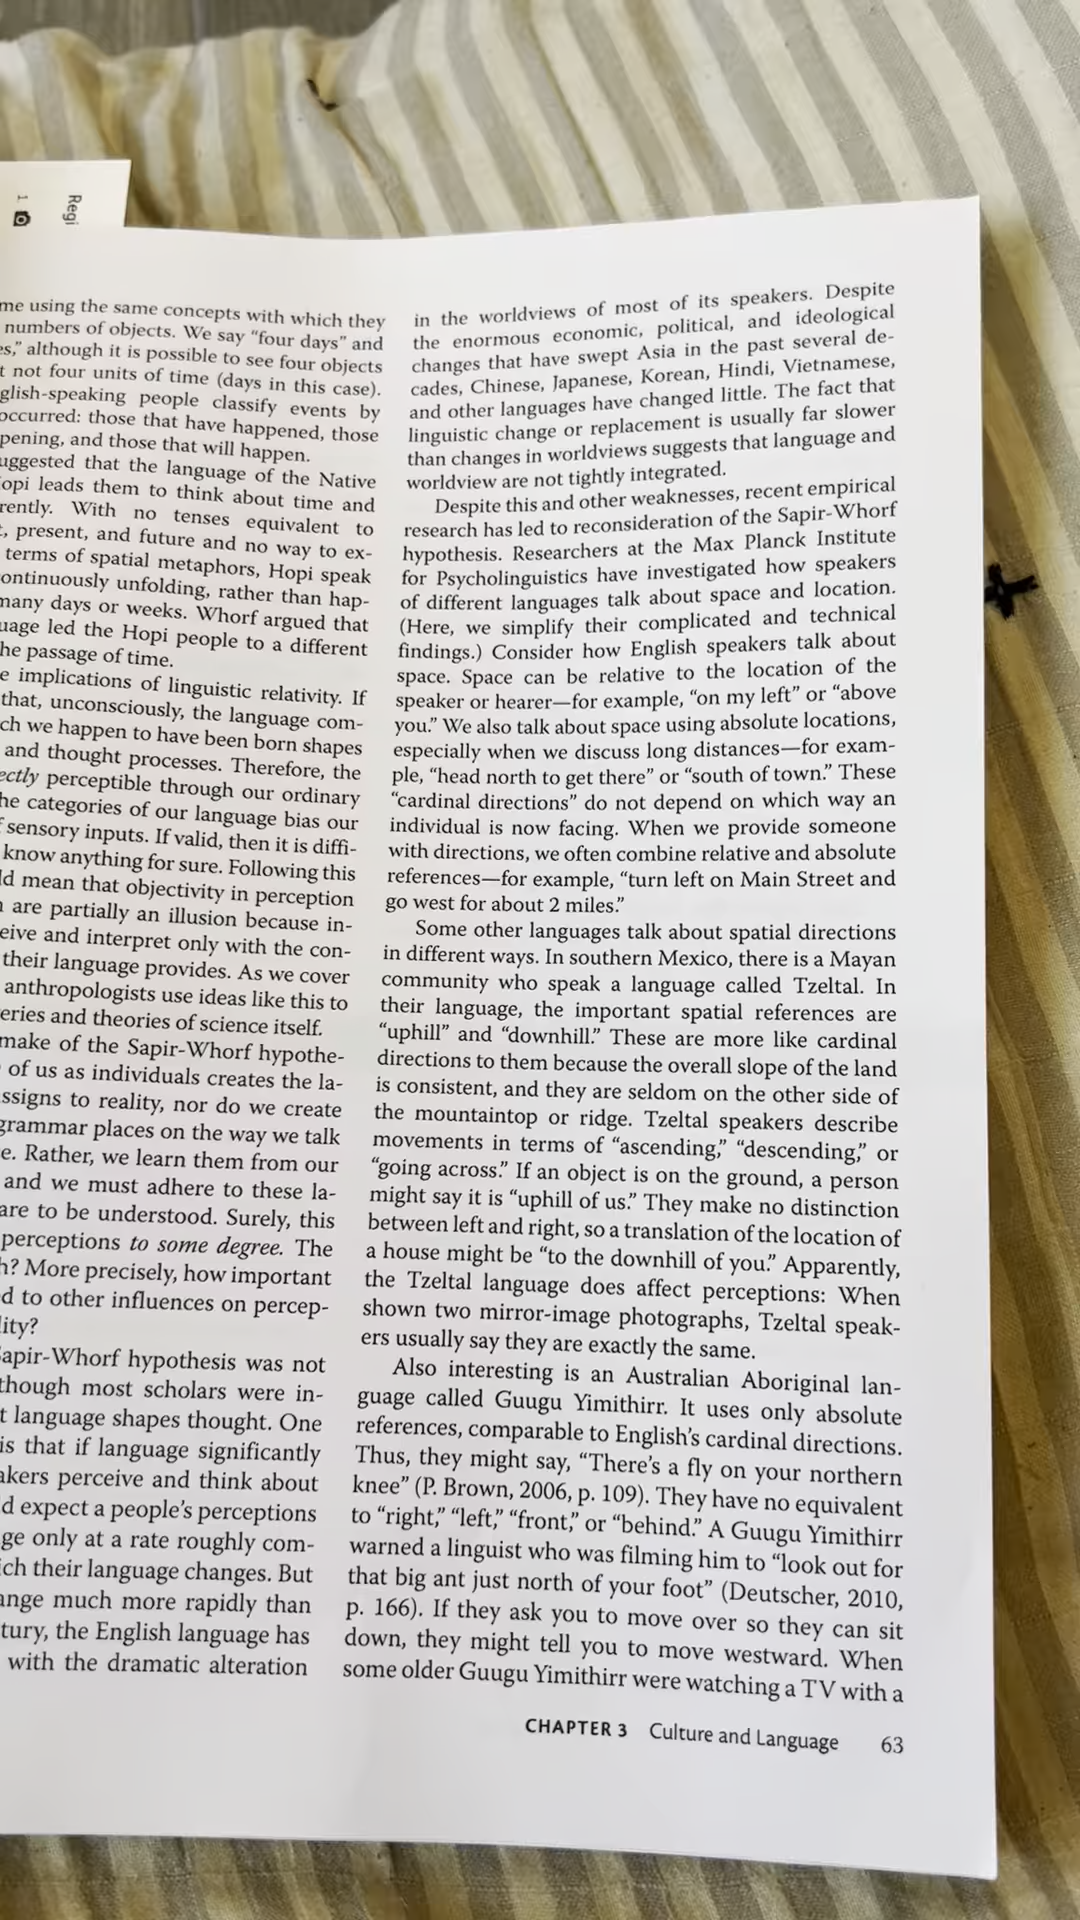 Regi
1
me using the same concepts with which they
numbers of objects. We say “four days” and
es,” although it is possible to see four objects
t not four units of time (days in this case).
glish-speaking people classify events by
occurred: those that have happened, those
pening, and those that will happen.
uggested that the language of the Native
opi leads them to think about time and
rently. With no tenses equivalent to
t, present, and future and no way to ex-
terms of spatial metaphors, Hopi speak
ontinuously unfolding, rather than hap-
many days or weeks. Whorf argued that
uage led the Hopi people to a different
he passage of time.
e implications of linguistic relativity. If
that, unconsciously, the language com-
ch we happen to have been born shapes
and thought processes. Therefore, the
ectly perceptible through our ordinary
he categories of our language bias our
f sensory inputs. If valid, then it is diffi-
know anything for sure. Following this
ld mean that objectivity in perception
n are partially an illusion because in-
eive and interpret only with the con-
their language provides. As we cover
anthropologists use ideas like this to
eries and theories of science itself.
make of the Sapir-Whorf hypothe-
of us as individuals creates the la-
ssigns to reality, nor do we create
grammar places on the way we talk
e. Rather, we learn them from our
and we must adhere to these la-
are to be understood. Surely, this
perceptions to some degree. The
h? More precisely, how important
d to other influences on percep-
lity?
Sapir-Whorf hypothesis was not
though most scholars were in-
t language shapes thought. One
is that if language significantly
akers perceive and think about
d expect a people’s perceptions
ge only at a rate roughly com-
ich their language changes. But
ange much more rapidly than
tury, the English language has
with the dramatic alteration
in the worldviews of most of its speakers. Despite
the enormous economic, political, and ideological
changes that have swept Asia in the past several de-
cades, Chinese, Japanese, Korean, Hindi, Vietnamese,
and other languages have changed little. The fact that
linguistic change or replacement is usually far slower
than changes in worldviews suggests that language and
worldview are not tightly integrated.
Despite this and other weaknesses, recent empirical
research has led to reconsideration of the Sapir-Whorf
hypothesis. Researchers at the Max Planck Institute
for Psycholinguistics have investigated how speakers
of different languages talk about space and location.
(Here, we simplify their complicated and technical
findings.) Consider how English speakers talk about
space. Space can be relative to the location of the
speaker or hearer—for example, “on my left” or “above
you.” We also talk about space using absolute locations,
especially when we discuss long distances—for exam-
ple, “head north to get there” or “south of town.” These
“cardinal directions” do not depend on which way an
individual is now facing. When we provide someone
with directions, we often combine relative and absolute
references—for example, “turn left on Main Street and
go west for about 2 miles.”
Some other languages talk about spatial directions
in different ways. In southern Mexico, there is a Mayan
community who speak a language called Tzeltal. In
their language, the important spatial references are
“uphill” and “downhill.” These are more like cardinal
directions to them because the overall slope of the land
is consistent, and they are seldom on the other side of
the mountaintop or ridge. Tzeltal speakers describe
movements in terms of “ascending,” “descending,” or
“going across.” If an object is on the ground, a person
might say it is “uphill of us.” They make no distinction
between left and right, so a translation of the location of
a house might be “to the downhill of you.” Apparently,
the Tzeltal language does affect perceptions: When
shown two mirror-image photographs, Tzeltal speak-
ers usually say they are exactly the same.
Also interesting is an Australian Aboriginal lan-
guage called Guugu Yimithirr. It uses only absolute
references, comparable to English’s cardinal directions.
Thus, they might say, “There’s a fly on your northern
knee” (P. Brown, 2006, p. 109). They have no equivalent
to “right,” “left,” “front,” or “behind.” A Guugu Yimithirr
warned a linguist who was filming him to “look out for
that big ant just north of your foot” (Deutscher, 2010,
p. 166). If they ask you to move over so they can sit
down, they might tell you to move westward. When
some older Guugu Yimithirr were watching a TV with a
CHAPTER 3 Culture and Language 63